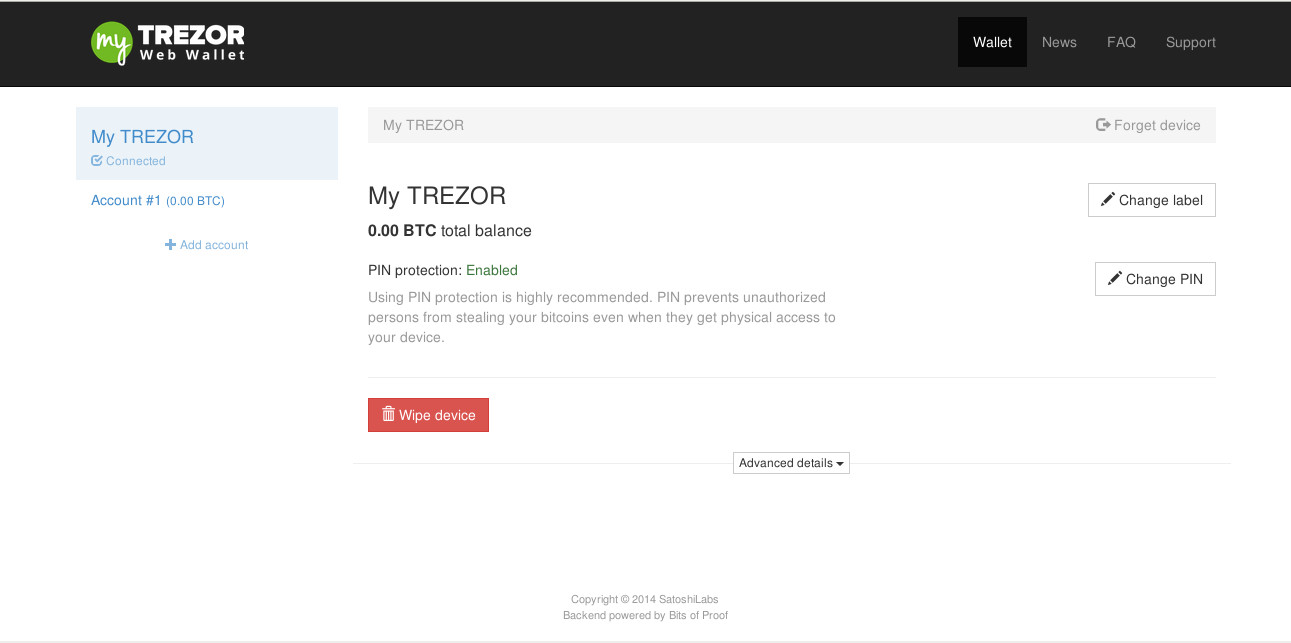 my TREZOR
Web Wallet
Wallet News FAQ Support
My TREZOR
Connected
Account #1 (0.00 BTC)
Add account
My TREZOR Forget device
My TREZOR
Change label
0.00 BTC total balance
PIN protection: Enabled
Change PIN
Using PIN protection is highly recommended. PIN prevents unauthorized
persons from stealing your bitcoins even when they get physical access to
your device.
Wipe device
Advanced details
Copyright © 2014 SatoshiLabs
Backend powered by Bits of Proof